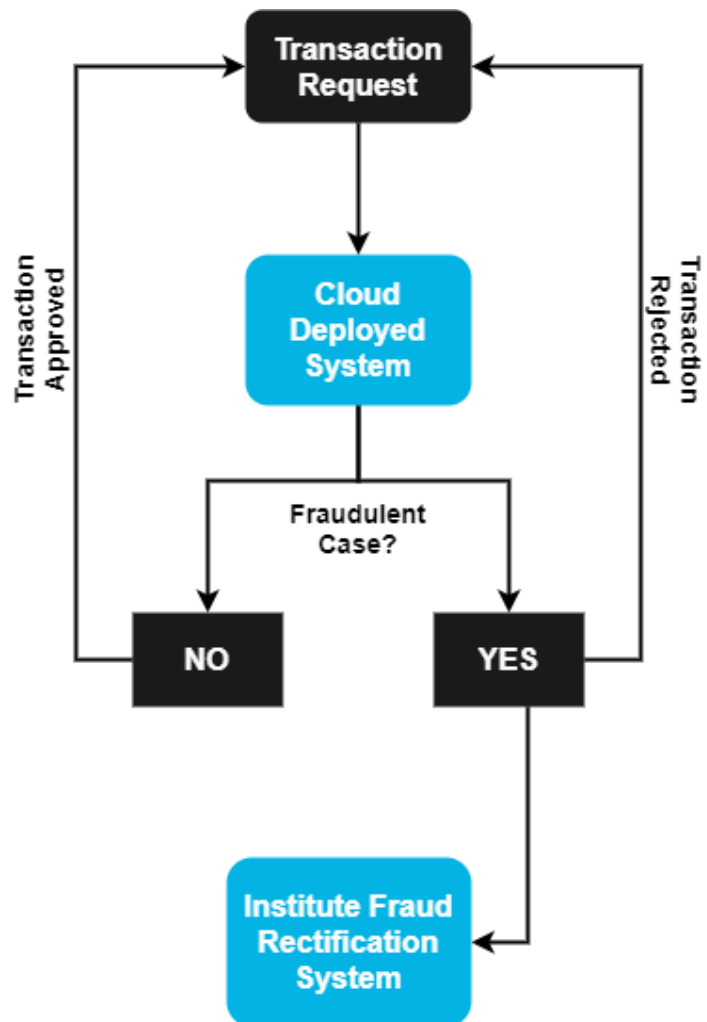 Transaction
Request
Transaction
Approved
Cloud
Deployed
System
Transaction
Rejected
Fraudulent
Case?
NO
YES
Institute Fraud
Rectification
System